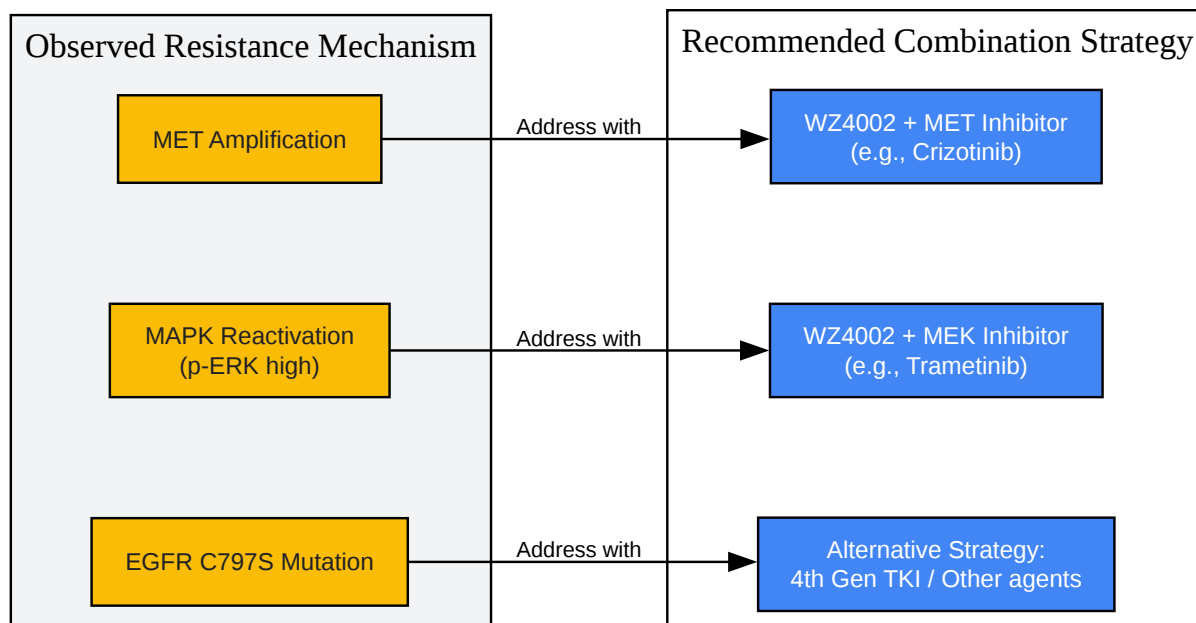 Observed Resistance Mechanism
Recommended Combination Strategy
MET Amplification
Address with
WZ4002 + MET Inhibitor
(e.g., Crizotinib)
MAPK Reactivation
(p-ERK high)
Address with
WZ4002 + MEK Inhibitor
(e.g., Trametinib)
EGFR C797S Mutation
Address with
Alternative Strategy:
4th Gen TKI / Other agents